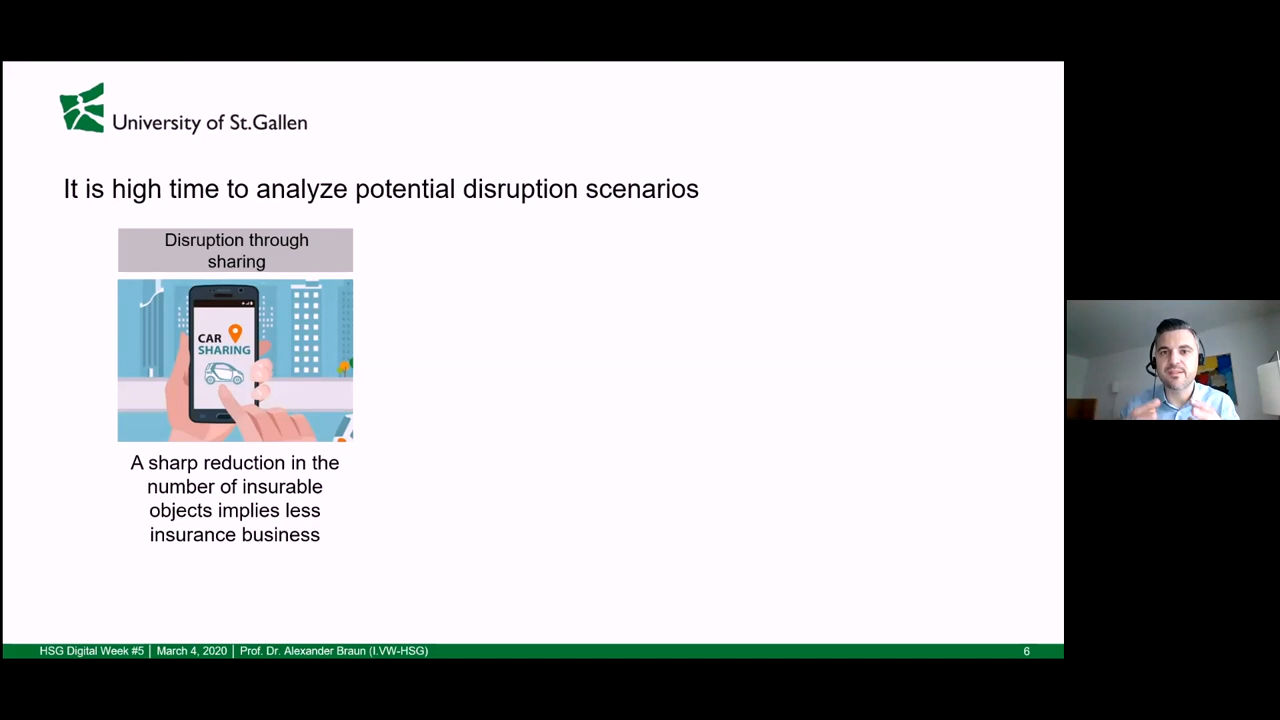 University of St.Gallen
It is high time to analyze potential disruption scenarios
Disruption through
sharing
CAR
SHARING
A sharp reduction in the
number of insurable
objects implies less
insurance business
HSG Digital Week #5 | March 4, 2020 | Prof. Dr. Alexander Braun (I.VW-HSG)
6